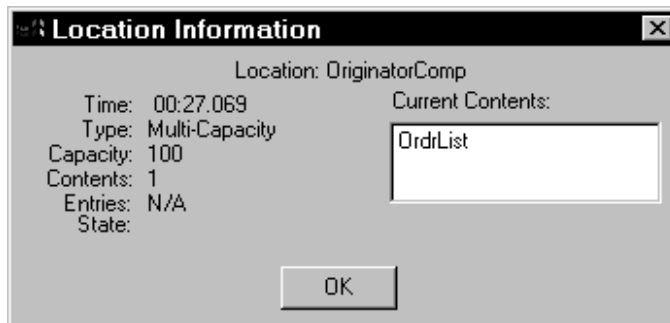 Location Information
Location: OriginatorComp
Time: 00:27.069
Type: Multi-Capacity
Capacity: 100
Contents: 1
Entries: N/A
State:
Current Contents:
OrdrList
OK